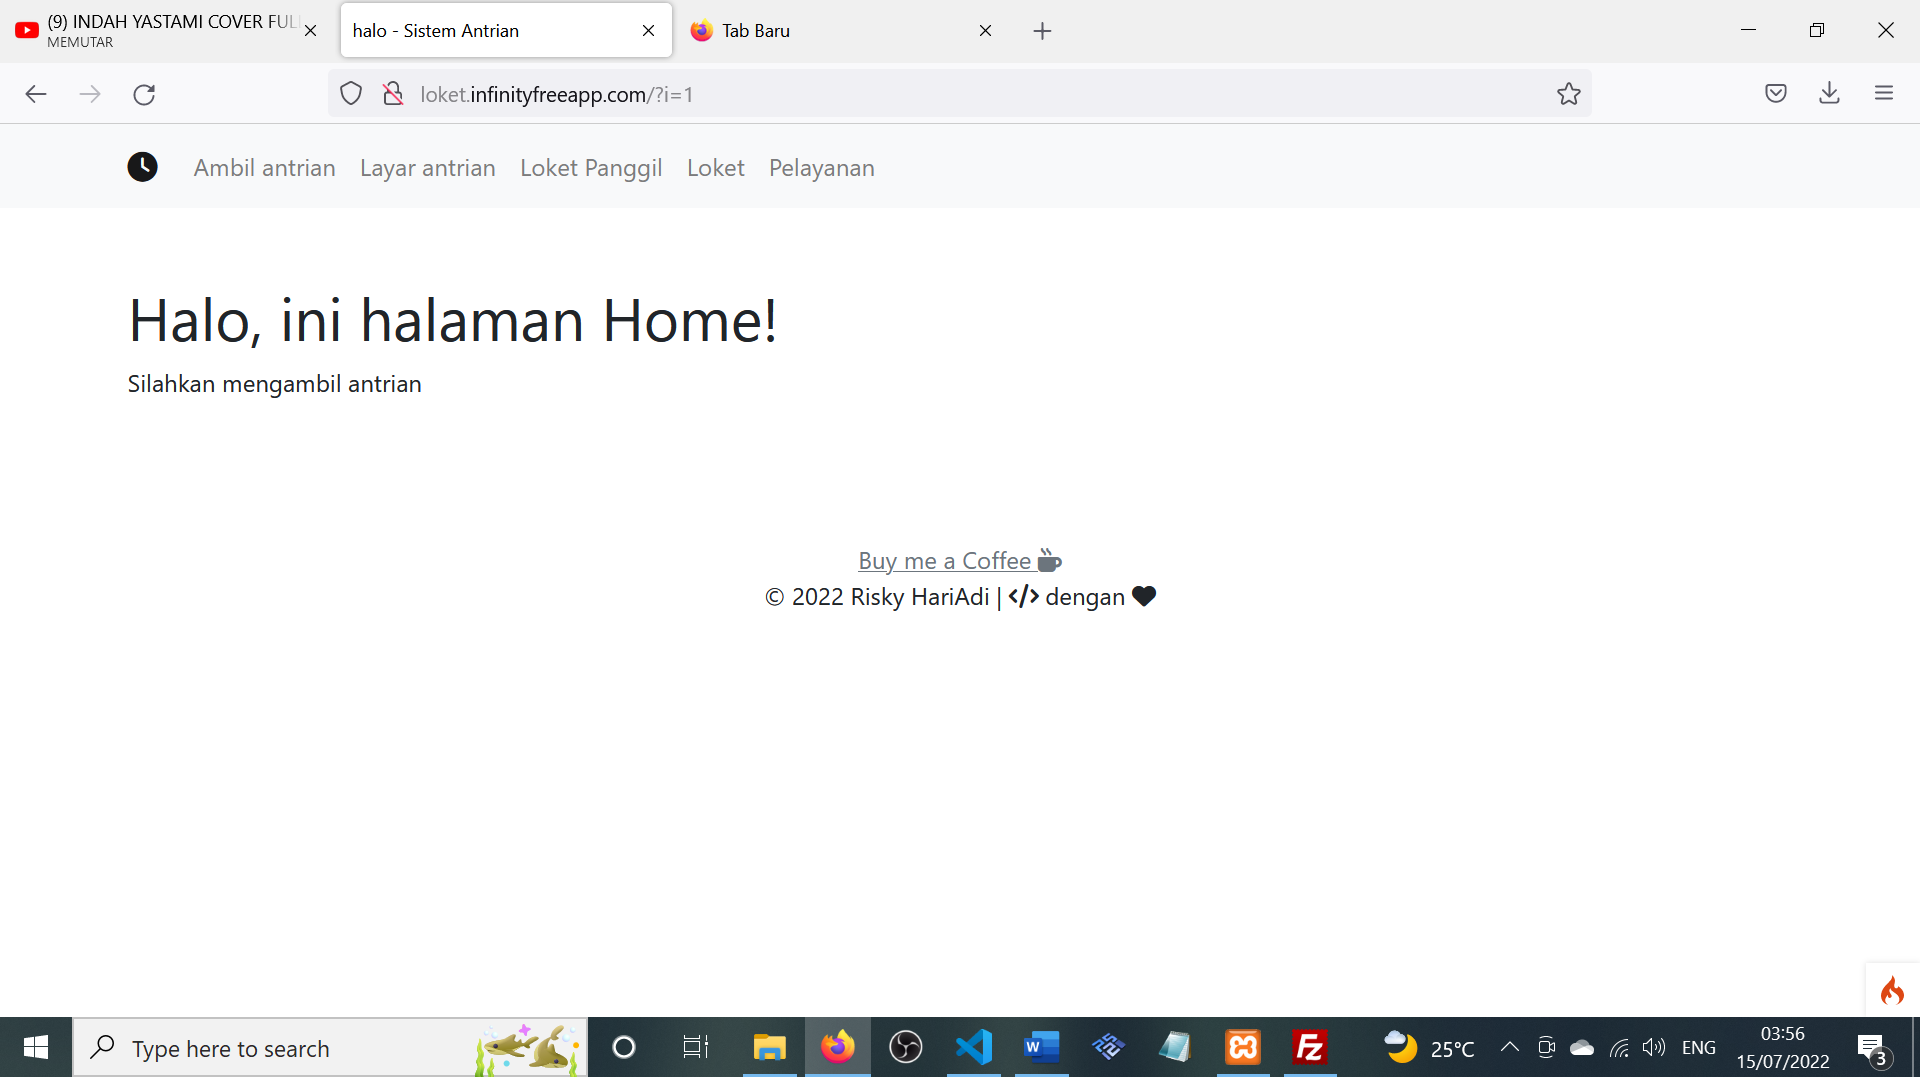 (9) INDAH YASTAMI COVER FULL
MEMUTAR
halo - Sistem Antrian
Tab Baru
loket.infinityfreeapp.com/?i=1
Ambil antrian
Layar antrian
Loket Panggil
Loket
Pelayanan
Halo, ini halaman Home!
Silahkan mengambil antrian
Buy me a Coffee
© 2022 Risky HariAdi | </> dengan
Type here to search
25°C
ENG
03:56
15/07/2022
3